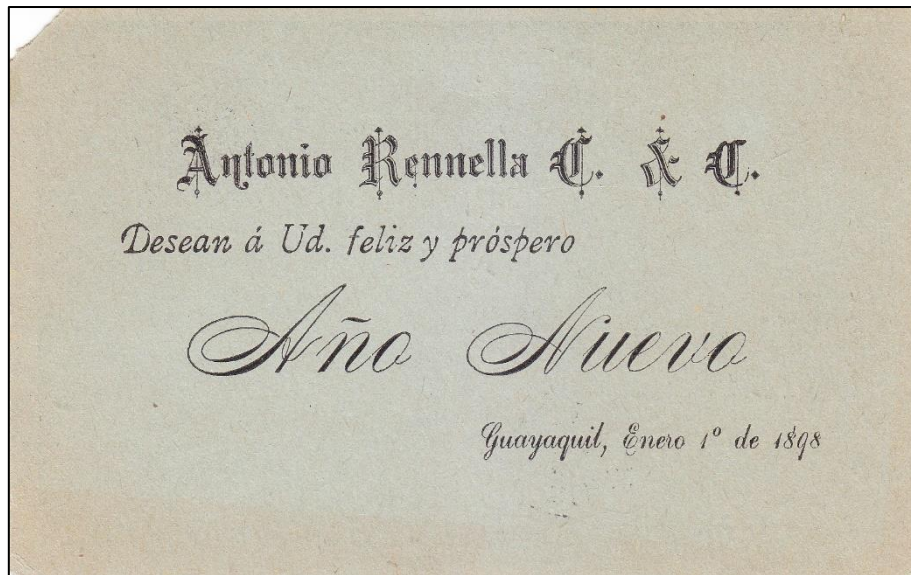 Antonio Rennella C. & C.
Desean á Ud. feliz y próspero
Año Nuevo
Guayaquil, Enero 1º de 1898